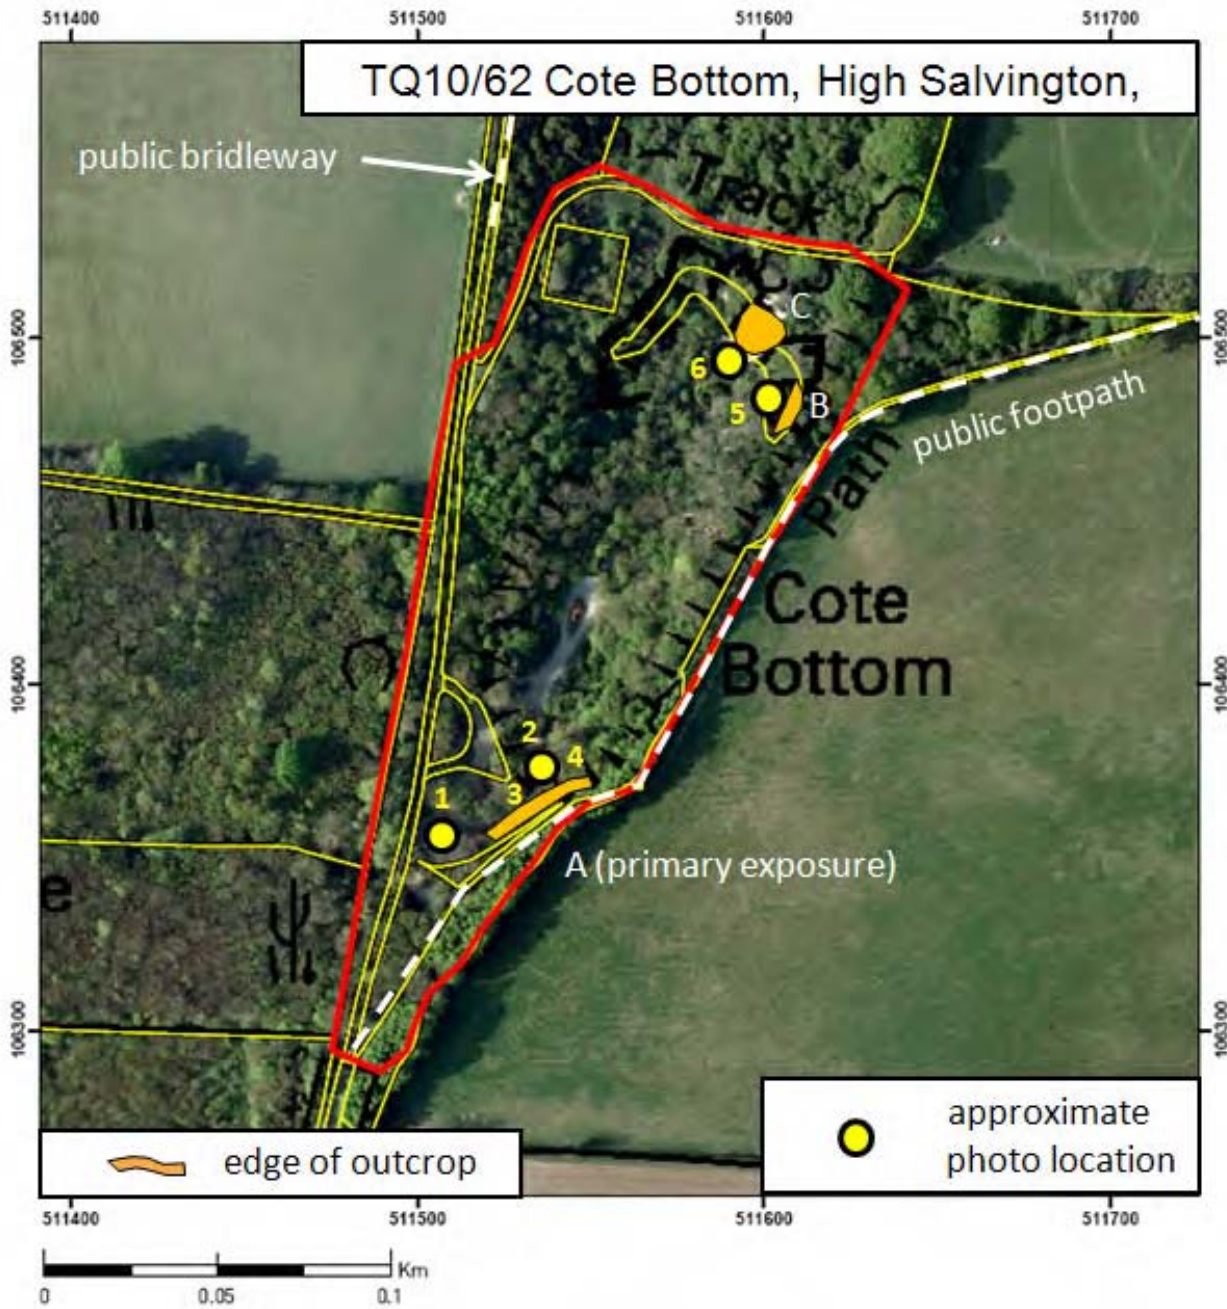 511400 511500 511600 511700
TQ10/62 Cote Bottom, High Salvington,
public bridleway
Track
C
106500
106500
6
5
B
public footpath
Path
Cote
Bottom
106400
106400
2
4
1
3
A (primary exposure)
e
106300
106300
edge of outcrop
approximate
photo location
511400 511500 511600 511700
Km
0 0.05 0.1